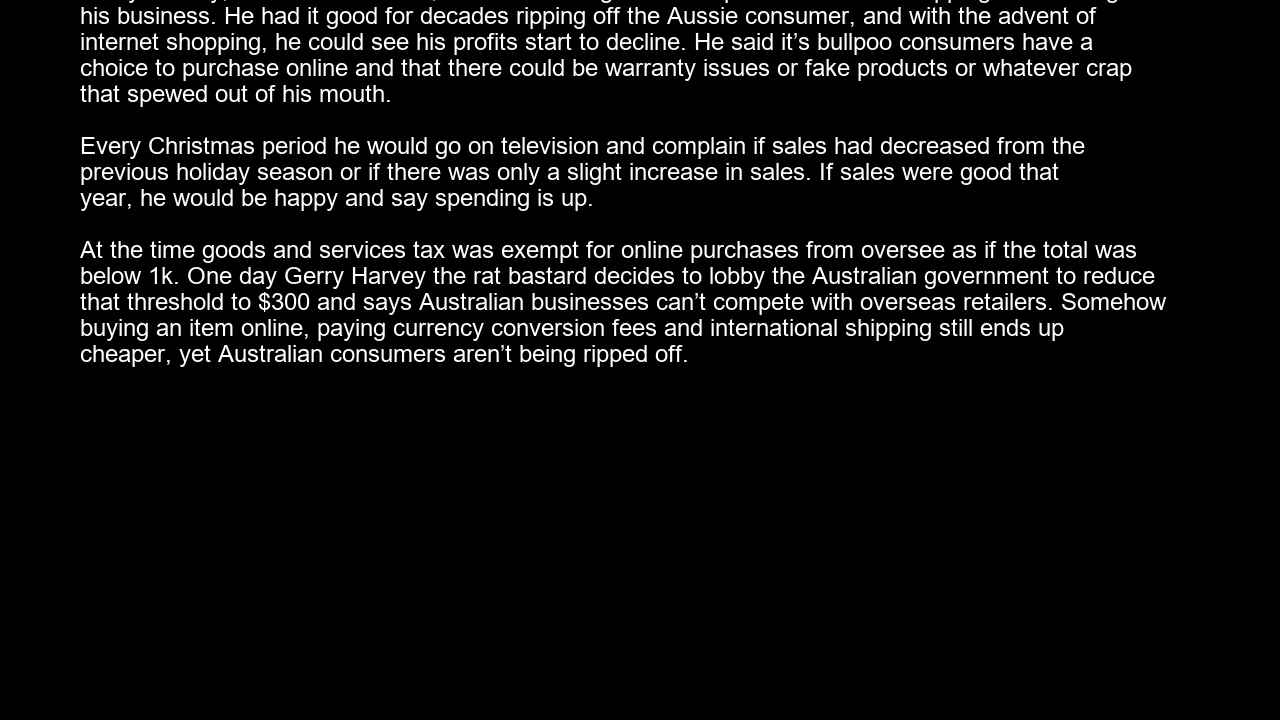 his business. He had it good for decades ripping off the Aussie consumer, and with the advent of
internet shopping, he could see his profits start to decline. He said it’s bullpoo consumers have a
choice to purchase online and that there could be warranty issues or fake products or whatever crap
that spewed out of his mouth.
Every Christmas period he would go on television and complain if sales had decreased from the
previous holiday season or if there was only a slight increase in sales. If sales were good that
year, he would be happy and say spending is up.
At the time goods and services tax was exempt for online purchases from oversee as if the total was
below 1k. One day Gerry Harvey the rat bastard decides to lobby the Australian government to reduce
that threshold to $300 and says Australian businesses can’t compete with overseas retailers. Somehow
buying an item online, paying currency conversion fees and international shipping still ends up
cheaper, yet Australian consumers aren’t being ripped off.